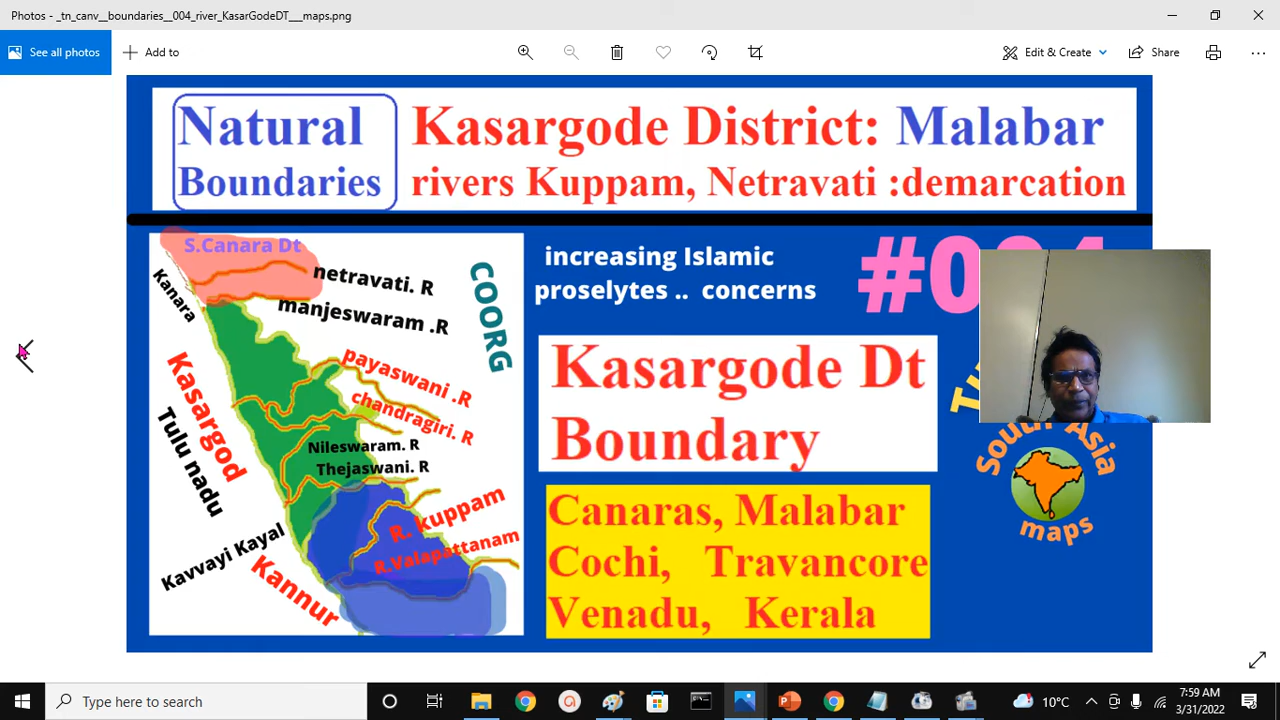 Photos - _tn_canv__boundaries__004_river_KasarGodeDT___maps.png
See all photos
Add to
Edit & Create
Share
Natural
Boundaries
Kasargode District: Malabar
rivers Kuppam, Netravati :demarcation
S.Canara Dt
Kanara
netravati. R
manjeswaram .R
COORG
payaswani .R
chandragiri. R
Kasargod
Tulu nadu
Nileswaram. R
Thejaswani. R
R. kuppam
R.Valapattanam
Kavvayi Kayal
Kannur
increasing Islamic
proselytes .. concerns
Kasargode Dt
Boundary
Canaras, Malabar
Cochi, Travancore
Venadu, Kerala
South Asia
maps
Type here to search
10°C
7:59 AM
3/31/2022